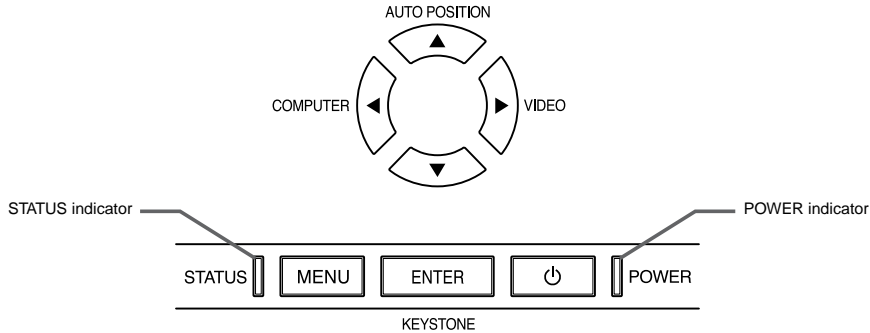 AUTO POSITION
COMPUTER
VIDEO
STATUS indicator
POWER indicator
STATUS
MENU
ENTER
POWER
KEYSTONE